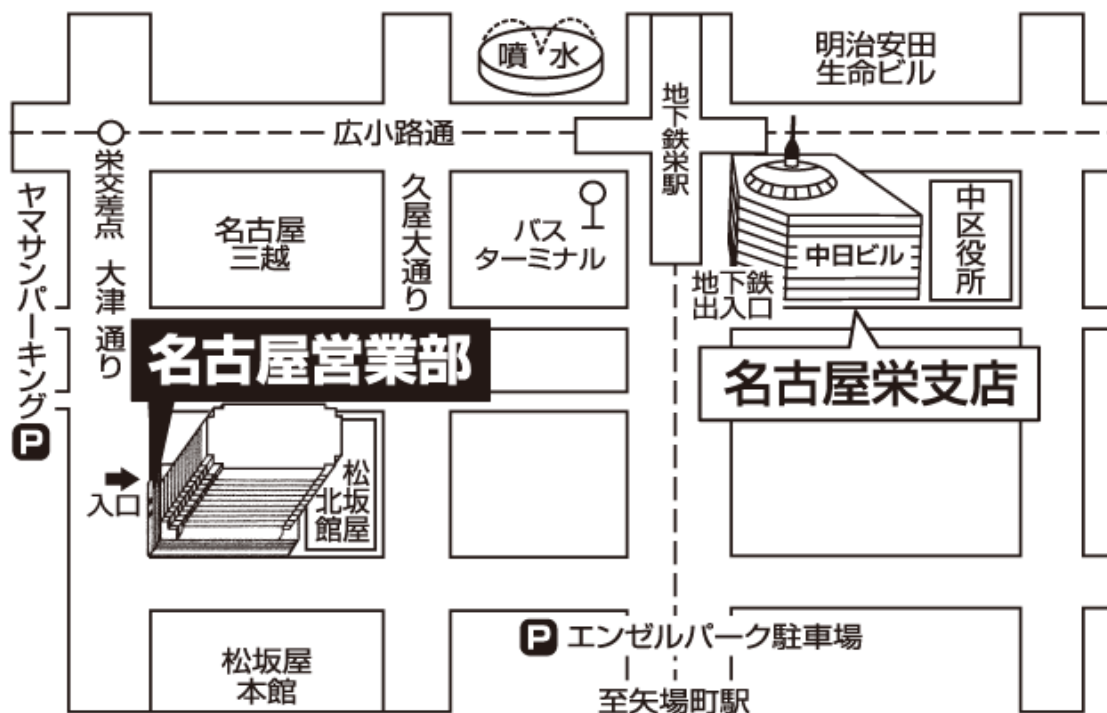 噴水
明治安田
生命ビル
地下鉄栄駅
広小路通
栄交差点
大津通り
ヤマサンパーキング
P
名古屋
三越
久屋大通り
バス
ターミナル
中日ビル
中区役所
地下鉄
出入口
名古屋営業部
名古屋栄支店
入口
松坂屋
北館
P エンゼルパーク駐車場
松坂屋
本館
至矢場町駅